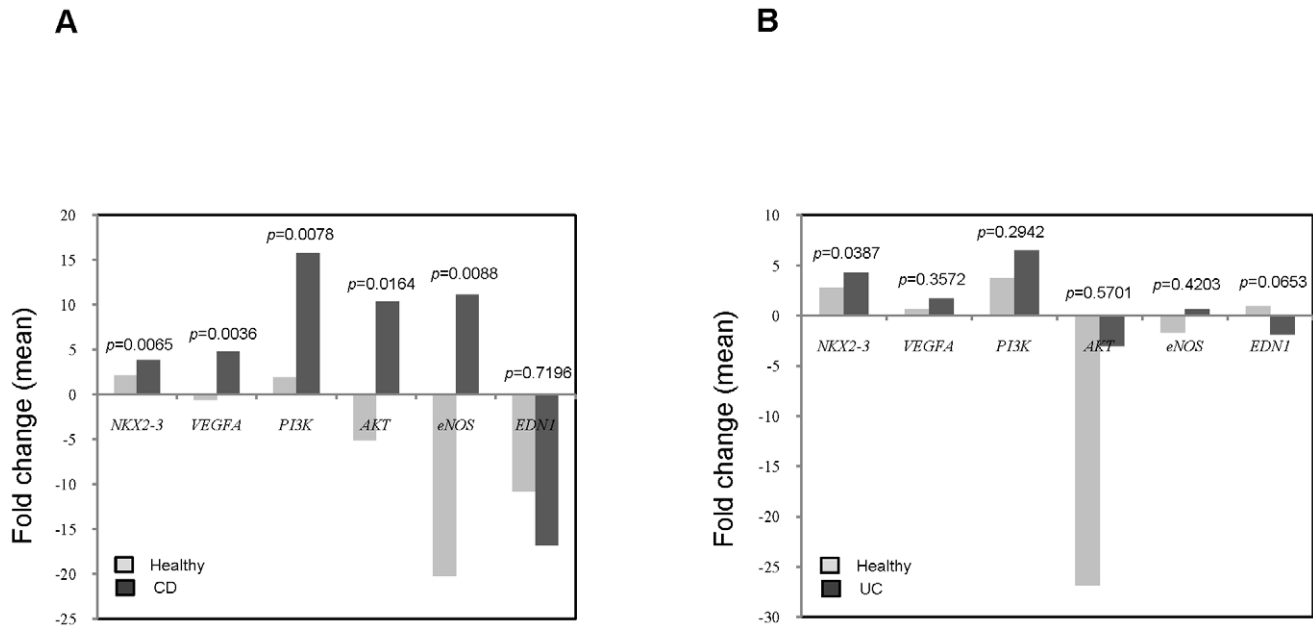 A
B
20
15
10
5
0
-5
-10
-15
-20
-25
Fold change (mean)
p=0.0065
p=0.0036
p=0.0078
p=0.0164
p=0.0088
p=0.7196
NKX2-3
VEGFA
PI3K
AKT
eNOS
EDN1
Healthy
CD
10
5
0
-5
-10
-15
-20
-25
-30
Fold change (mean)
p=0.0387
p=0.3572
p=0.2942
p=0.5701
p=0.4203
p=0.0653
NKX2-3
VEGFA
PI3K
AKT
eNOS
EDN1
Healthy
UC